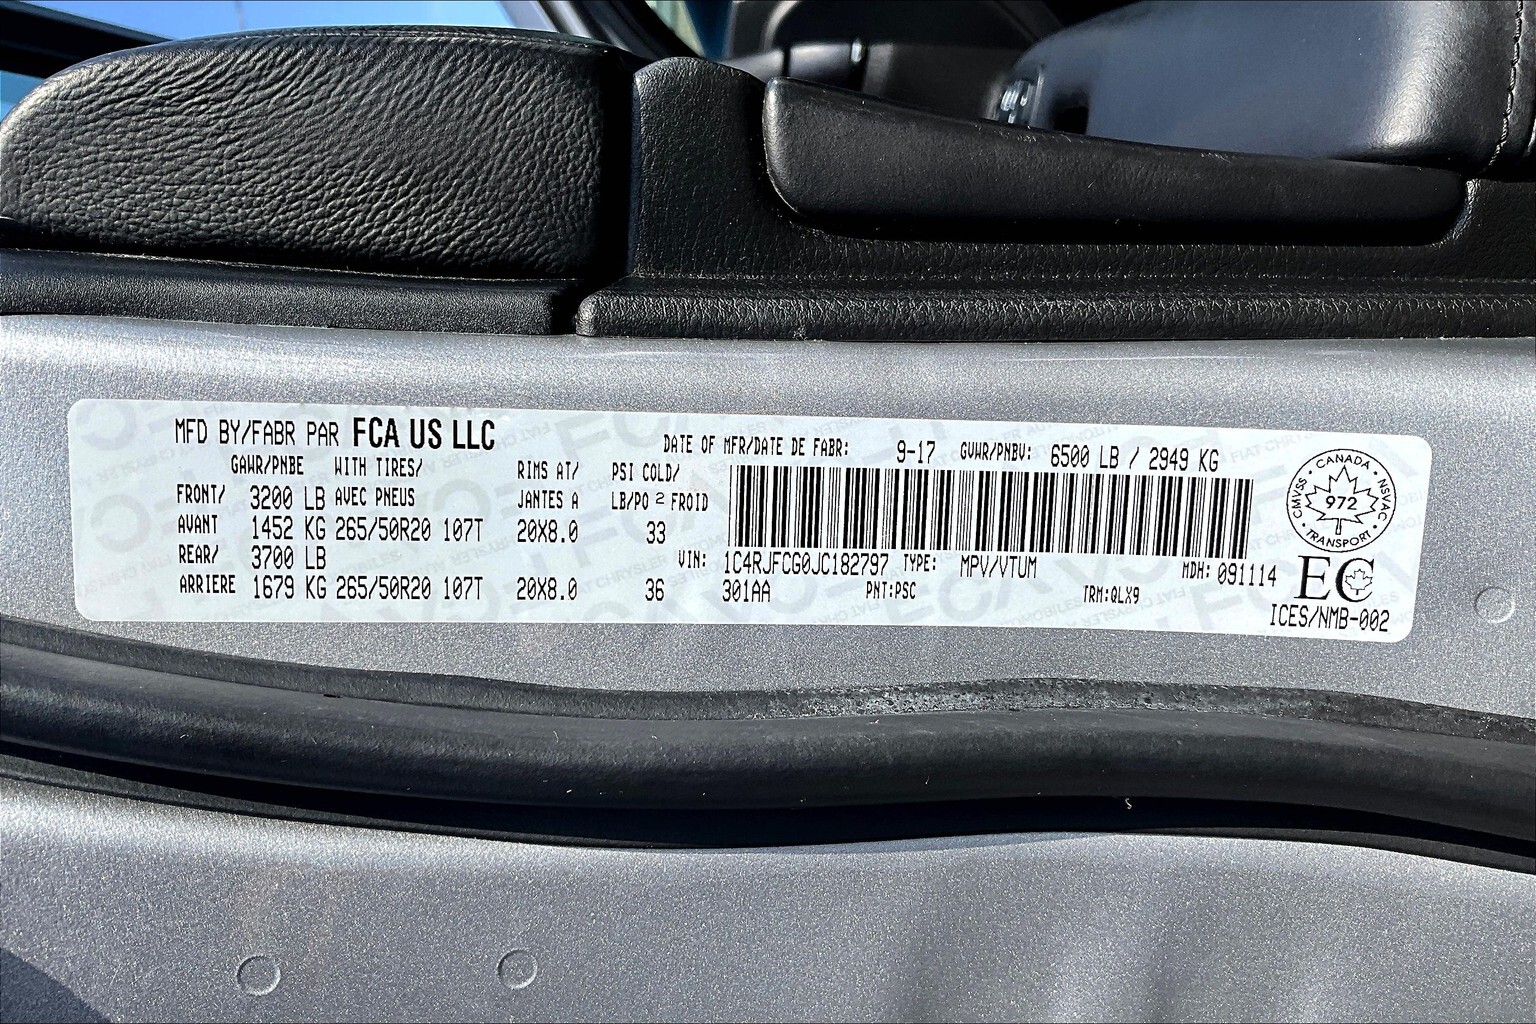 MFD BY/FABR PAR FCA US LLC
DATE OF MFR/DATE DE FABR: 9-17 GVWR/PNBV: 6500 LB / 2949 KG
GAWR/PNBE WITH TIRES/ RIMS AT/ PSI COLD/
FRONT/ 3200 LB AVEC PNEUS JANTES A LB/PO 2 FROID
AVANT 1452 KG 265/50R20 107T 20X8.0 33
REAR/ 3700 LB
ARRIERE 1679 KG 265/50R20 107T 20X8.0 36
VIN: 1C4RJFCG0JC182797 TYPE: MPV/VTUM MDH: 091114
301AA PNT:PSC TRM:QLX9
CANADA
CMVSS 972 NSVAC
TRANSPORT
EC
ICES/NMB-002